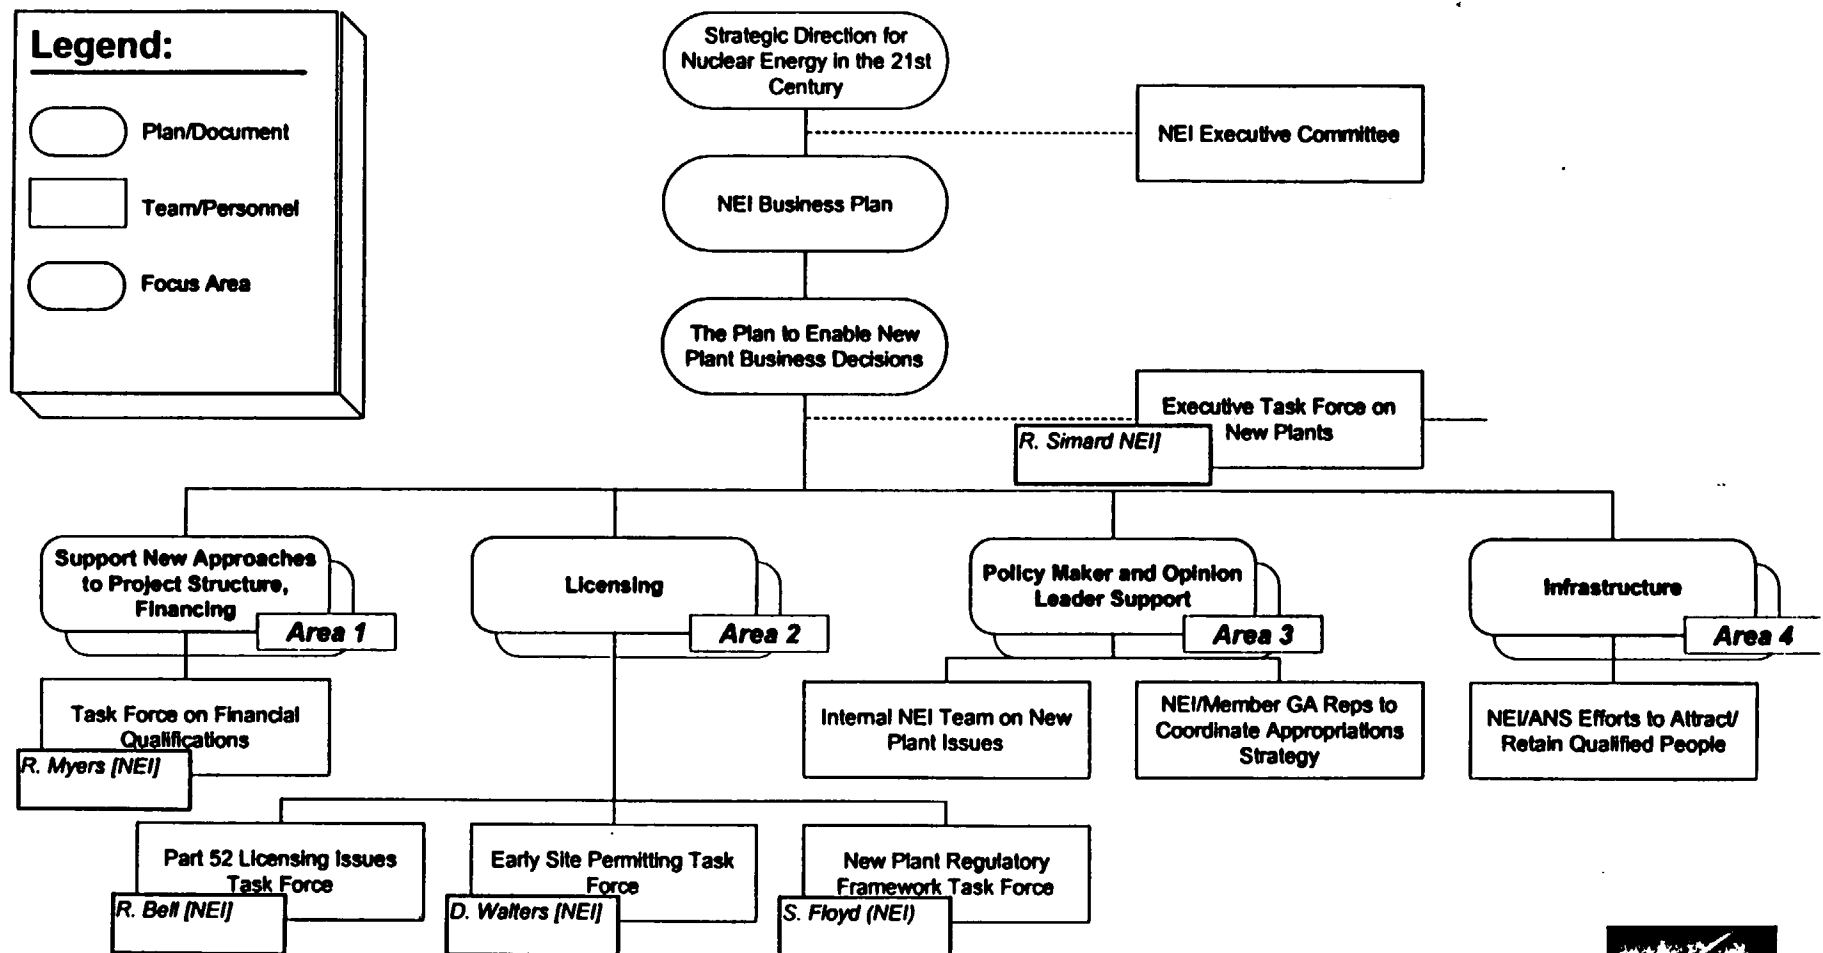 Legend:
Plan/Document
Team/Personnel
Focus Area
Strategic Direction for
Nuclear Energy in the 21st
Century
NEI Executive Committee
NEI Business Plan
The Plan to Enable New
Plant Business Decisions
Executive Task Force on
New Plants
R. Simard NEI]
Support New Approaches
to Project Structure,
Financing
Area 1
Licensing
Area 2
Policy Maker and Opinion
Leader Support
Area 3
Infrastructure
Area 4
Task Force on Financial
Qualifications
R. Myers [NEI]
Internal NEI Team on New
Plant Issues
NEI/Member GA Reps to
Coordinate Appropriations
Strategy
NEI/ANS Efforts to Attract/
Retain Qualified People
Part 52 Licensing Issues
Task Force
R. Bell [NEI]
Early Site Permitting Task
Force
D. Walters [NEI]
New Plant Regulatory
Framework Task Force
S. Floyd (NEI)